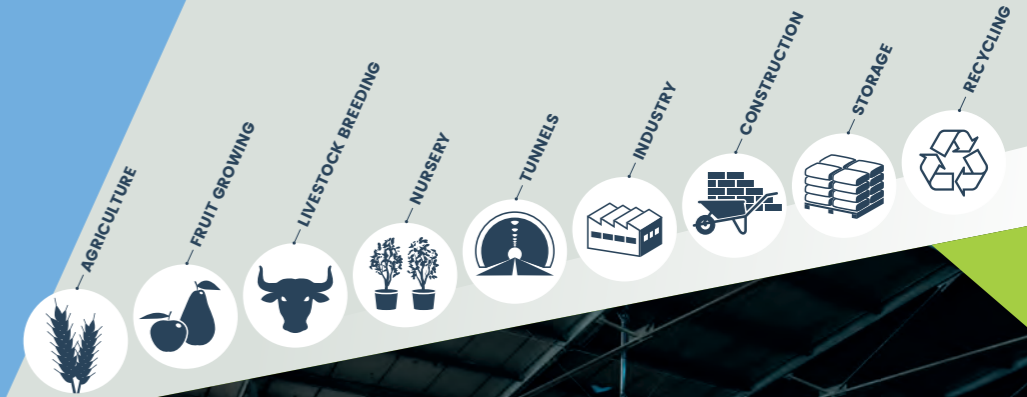 AGRICULTURE
FRUIT GROWING
LIVESTOCK BREEDING
NURSERY
TUNNELS
INDUSTRY
CONSTRUCTION
STORAGE
RECYCLING